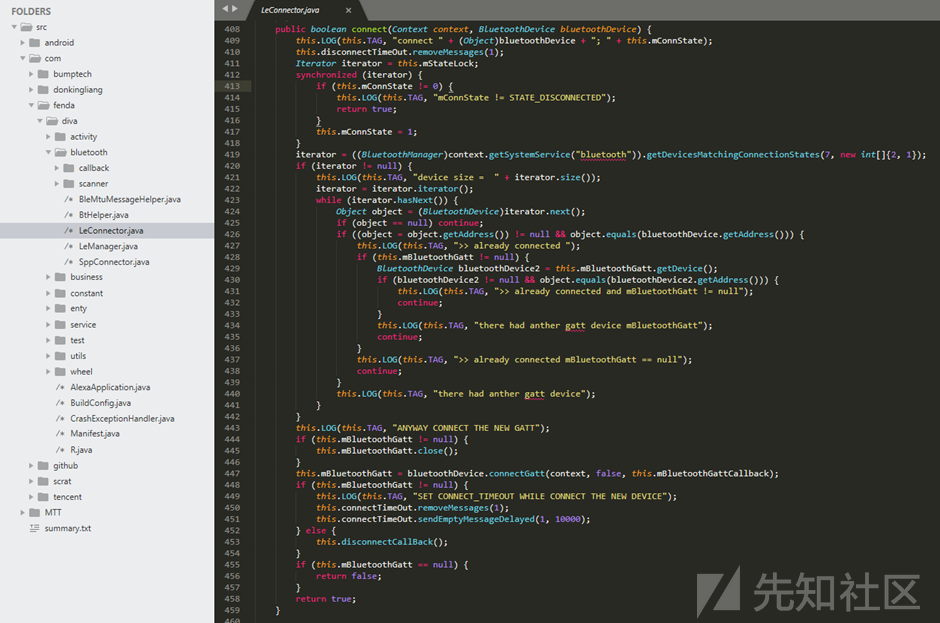 FOLDERS
src
android
com
bumptech
donkingliang
fenda
diva
activity
bluetooth
callback
scanner
/* BleMtuMessageHelper.java
/* BtHelper.java
/* LeConnector.java
/* LeManager.java
/* SppConnector.java
business
constant
enty
service
test
utils
wheel
/* AlexaApplication.java
/* BuildConfig.java
/* CrashExceptionHandler.java
/* Manifest.java
/* R.java
github
scrat
tencent
MTT
summary.txt
LeConnector.java ×
408 public boolean connect(Context context, BluetoothDevice bluetoothDevice) {
409 this.LOG(this.TAG, "connect " + (Object)bluetoothDevice + "; " + this.mConnState);
410 this.disconnectTimeOut.removeMessages(1);
411 Iterator iterator = this.mStateLock;
412 synchronized (iterator) {
413 if (this.mConnState != 0) {
414 this.LOG(this.TAG, "mConnState != STATE_DISCONNECTED");
415 return true;
416 }
417 this.mConnState = 1;
418 }
419 iterator = ((BluetoothManager)context.getSystemService("bluetooth")).getDevicesMatchingConnectionStates(7, new int[]{2, 1});
420 if (iterator != null) {
421 this.LOG(this.TAG, "device size =  " + iterator.size());
422 iterator = iterator.iterator();
423 while (iterator.hasNext()) {
424 Object object = (BluetoothDevice)iterator.next();
425 if (object == null) continue;
426 if ((object = object.getAddress()) != null && object.equals(bluetoothDevice.getAddress())) {
427 this.LOG(this.TAG, ">> already connected ");
428 if (this.mBluetoothGatt != null) {
429 BluetoothDevice bluetoothDevice2 = this.mBluetoothGatt.getDevice();
430 if (bluetoothDevice2 != null && object.equals(bluetoothDevice2.getAddress())) {
431 this.LOG(this.TAG, ">> already connected and mBluetoothGatt != null");
432 continue;
433 }
434 this.LOG(this.TAG, "there had anther gatt device mBluetoothGatt");
435 continue;
436 }
437 this.LOG(this.TAG, ">> already connected mBluetoothGatt == null");
438 continue;
439 }
440 this.LOG(this.TAG, "there had anther gatt device");
441 }
442 }
443 this.LOG(this.TAG, "ANYWAY CONNECT THE NEW GATT");
444 if (this.mBluetoothGatt != null) {
445 this.mBluetoothGatt.close();
446 }
447 this.mBluetoothGatt = bluetoothDevice.connectGatt(context, false, this.mBluetoothGattCallback);
448 if (this.mBluetoothGatt != null) {
449 this.LOG(this.TAG, "SET CONNECT_TIMEOUT WHILE CONNECT THE NEW DEVICE");
450 this.connectTimeOut.removeMessages(1);
451 this.connectTimeOut.sendEmptyMessageDelayed(1, 10000);
452 } else {
453 this.disconnectCallBack();
454 }
455 if (this.mBluetoothGatt == null) {
456 return false;
457 }
458 return true;
459 }
460
先知社区